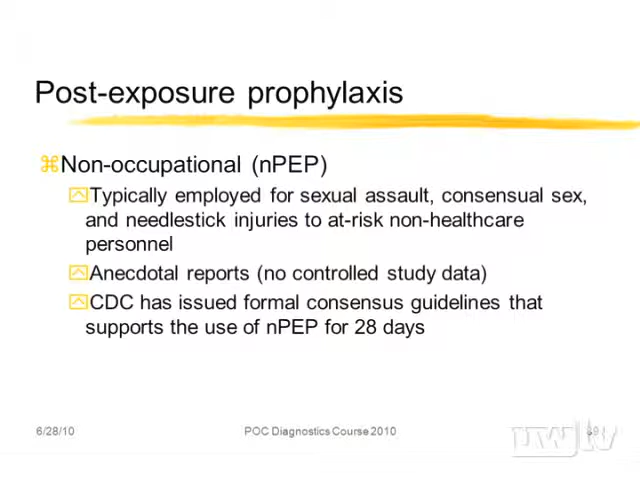 Post-exposure prophylaxis
Non-occupational (nPEP)
Typically employed for sexual assault, consensual sex,
and needlestick injuries to at-risk non-healthcare
personnel
Anecdotal reports (no controlled study data)
CDC has issued formal consensus guidelines that
supports the use of nPEP for 28 days
6/28/10
POC Diagnostics Course 2010
uwtv